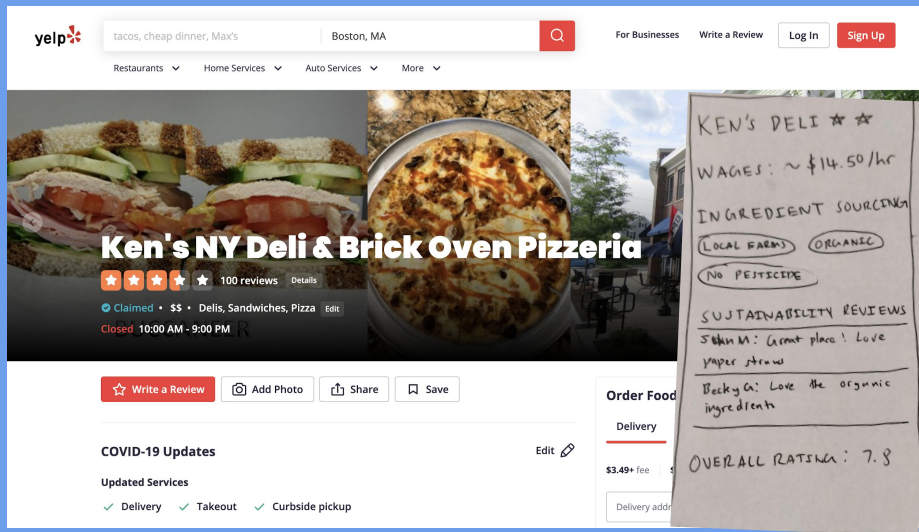 yelp
tacos, cheap dinner, Max's
Boston, MA
For Businesses
Write a Review
Log In
Sign Up
Restaurants
Home Services
Auto Services
More
Ken's NY Deli & Brick Oven Pizzeria
100 reviews
Details
Claimed • $$ • Delis, Sandwiches, Pizza
Edit
Closed 10:00 AM - 9:00 PM
Write a Review
Add Photo
Share
Save
COVID-19 Updates
Edit
Updated Services
Delivery
Takeout
Curbside pickup
Order Food
Delivery
$3.49+ fee
Delivery addr
KEN'S DELI ☆ ☆
WAGES: ~ $14.50/hr
INGREDIENT SOURCING
LOCAL FARMS
ORGANIC
NO PESTICIDE
SUSTAINABILITY REVIEWS
M: Great place! Love
paper straws
Becky G: Love the organic
ingredients
OVERALL RATING: 7.8